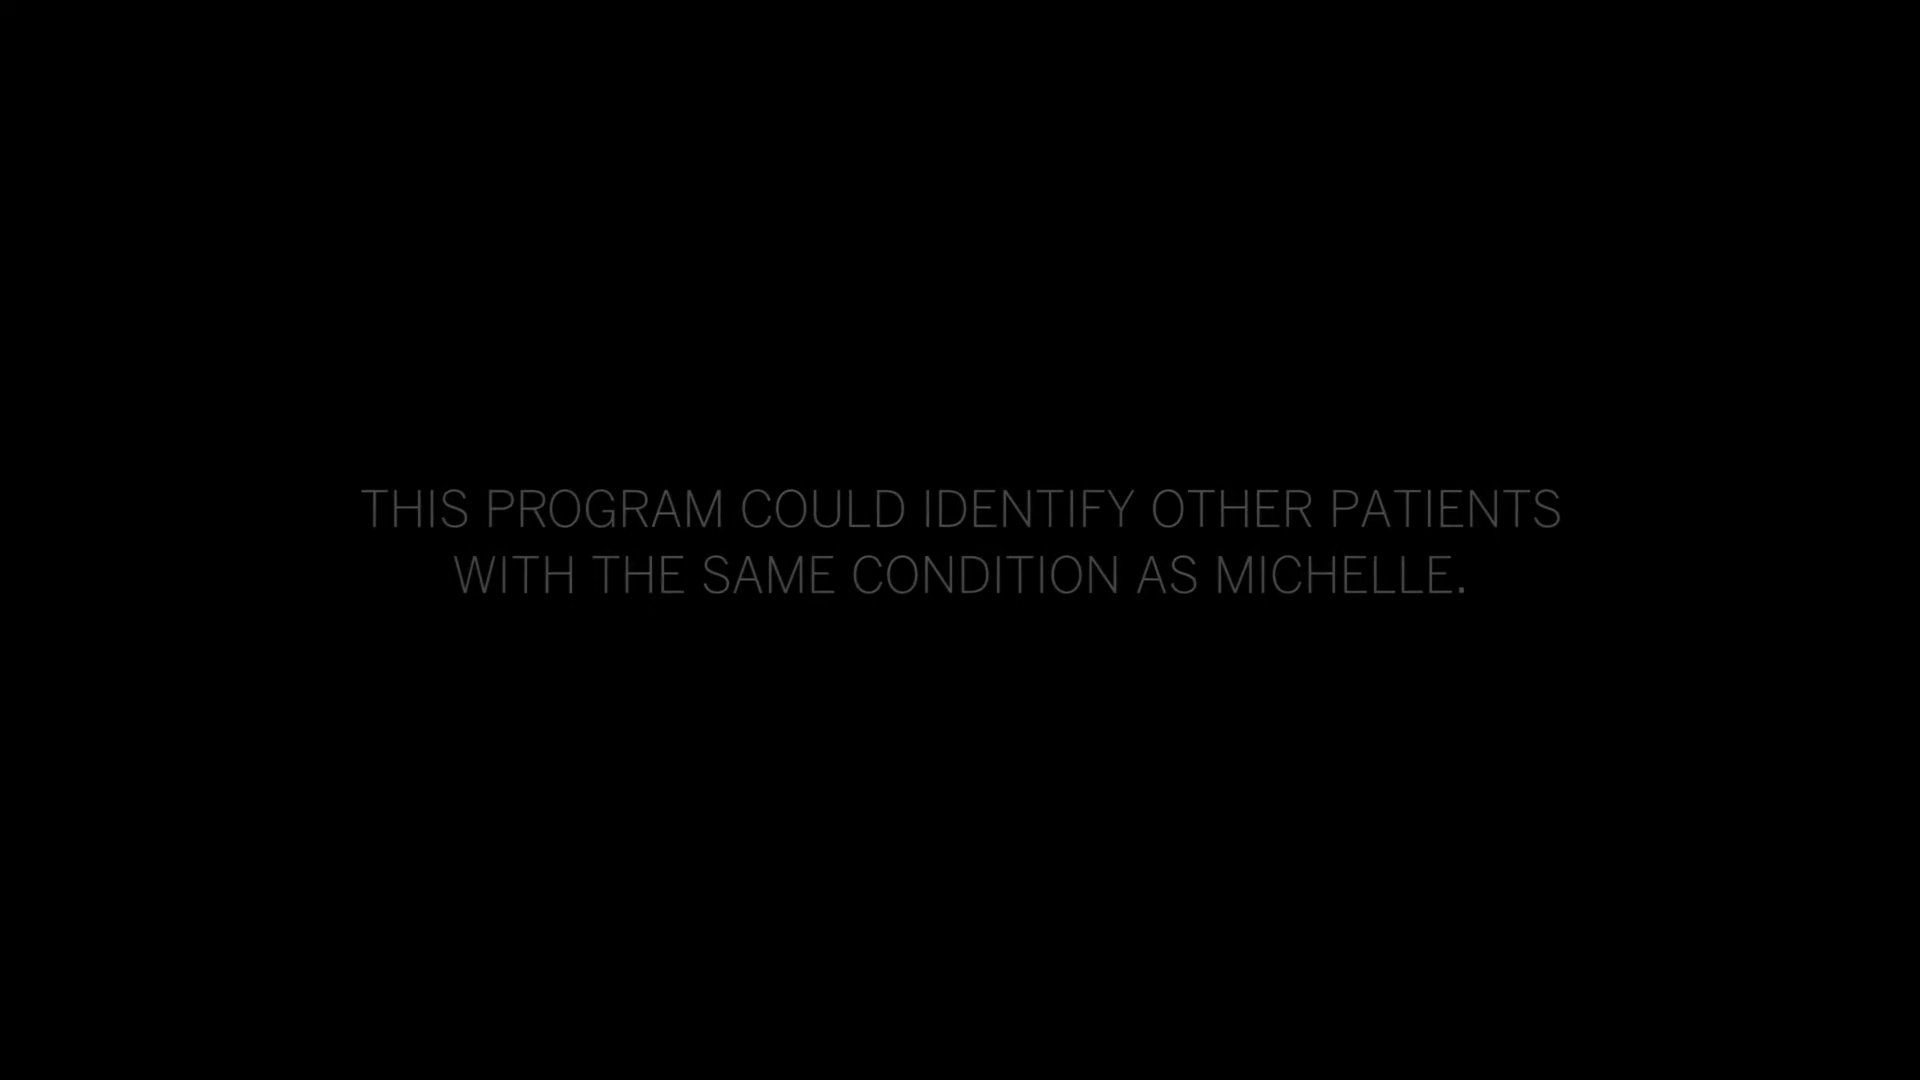 THIS PROGRAM COULD IDENTIFY OTHER PATIENTS
WITH THE SAME CONDITION AS MICHELLE.